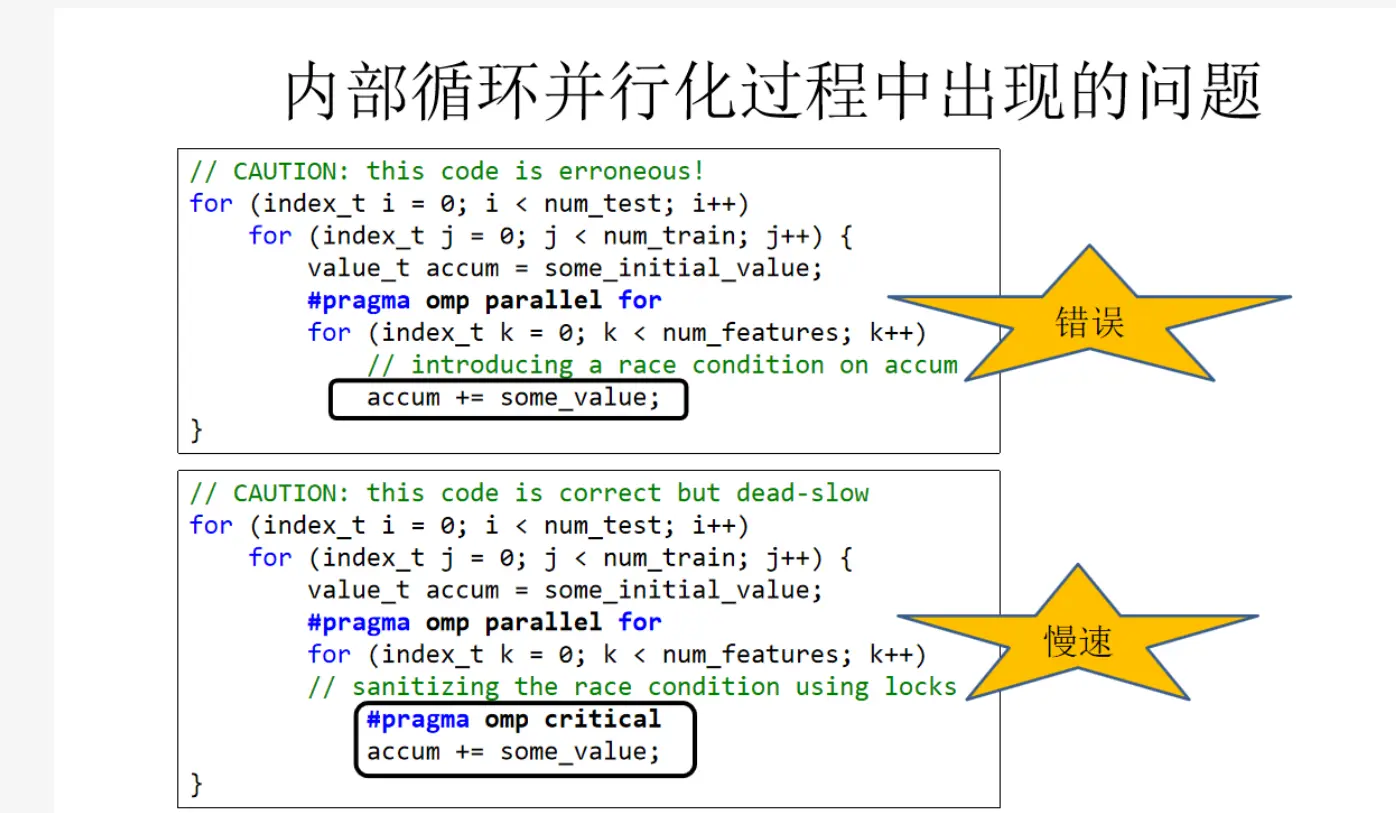 内部循环并行化过程中出现的问题
// CAUTION: this code is erroneous!
for (index_t i = 0; i < num_test; i++)
    for (index_t j = 0; j < num_train; j++) {
        value_t accum = some_initial_value;
        #pragma omp parallel for
        for (index_t k = 0; k < num_features; k++)
            // introducing a race condition on accum
            accum += some_value;
}
错误
// CAUTION: this code is correct but dead-slow
for (index_t i = 0; i < num_test; i++)
    for (index_t j = 0; j < num_train; j++) {
        value_t accum = some_initial_value;
        #pragma omp parallel for
        for (index_t k = 0; k < num_features; k++)
        // sanitizing the race condition using locks
            #pragma omp critical
            accum += some_value;
}
慢速